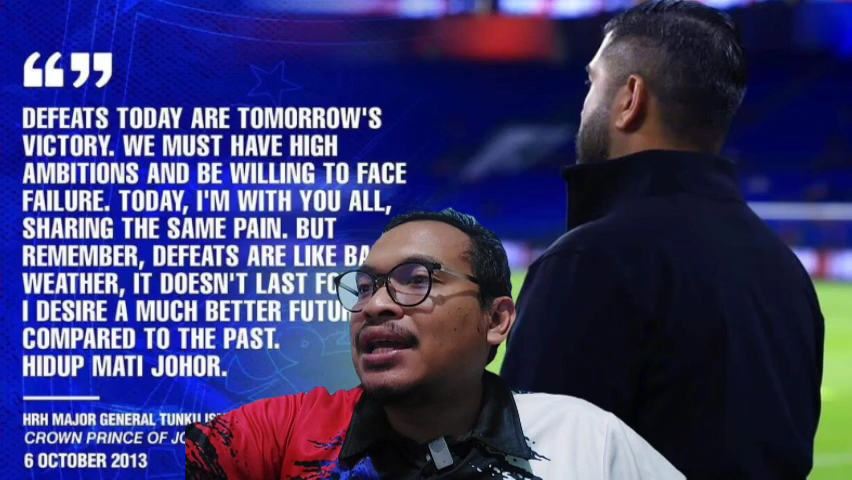 DEFEATS TODAY ARE TOMORROW'S
VICTORY. WE MUST HAVE HIGH
AMBITIONS AND BE WILLING TO FACE
FAILURE. TODAY, I'M WITH YOU ALL,
SHARING THE SAME PAIN. BUT
REMEMBER, DEFEATS ARE LIKE
WEATHER, IT DOESN'T LAST
I DESIRE A MUCH BETTER
COMPARED TO THE PAST.
HIDUP MATI JOHOR.
HRH MAJOR GENERAL TUNKU
CROWN PRINCE OF
6 OCTOBER 2013